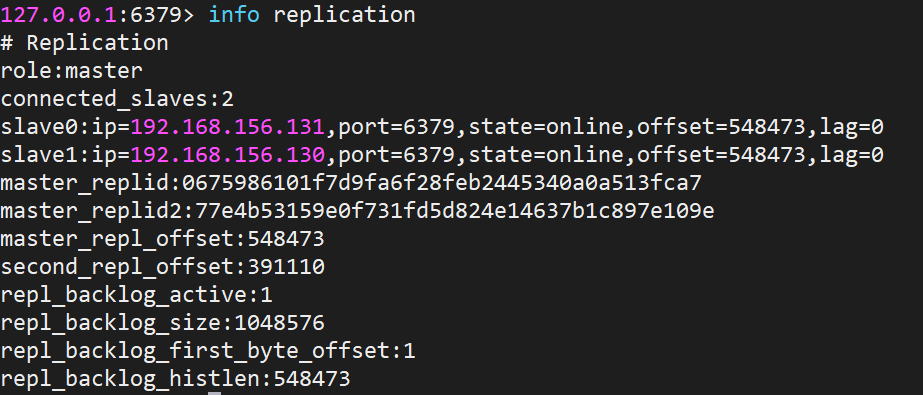 127.0.0.1:6379> info replication
# Replication
role:master
connected_slaves:2
slave0:ip=192.168.156.131,port=6379,state=online,offset=548473,lag=0
slave1:ip=192.168.156.130,port=6379,state=online,offset=548473,lag=0
master_replid:0675986101f7d9fa6f28feb2445340a0a513fca7
master_replid2:77e4b53159e0f731fd5d824e14637b1c897e109e
master_repl_offset:548473
second_repl_offset:391110
repl_backlog_active:1
repl_backlog_size:1048576
repl_backlog_first_byte_offset:1
repl_backlog_histlen:548473